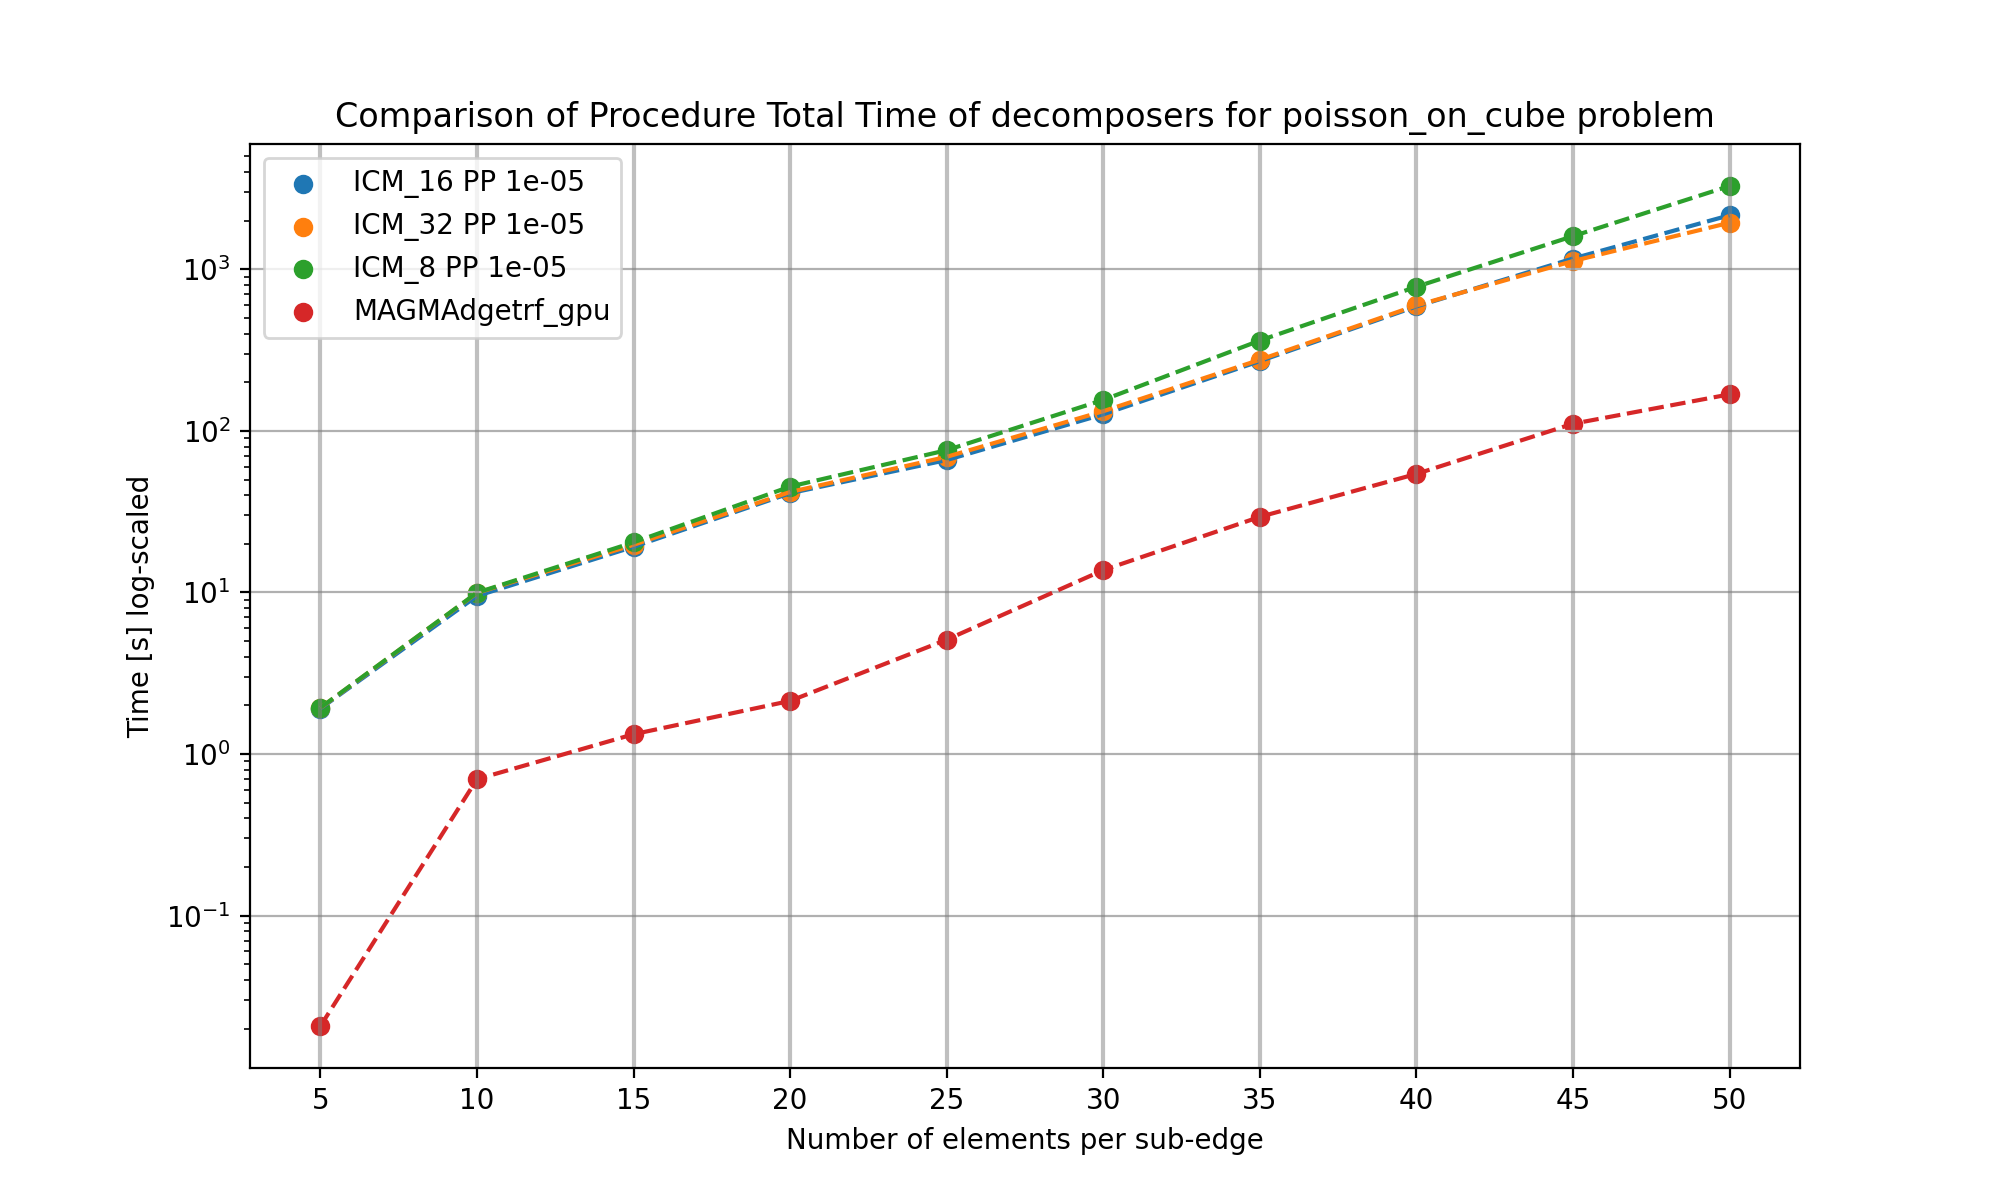 Comparison of Procedure Total Time of decomposers for poisson_on_cube problem
ICM_16 PP 1e-05
ICM_32 PP 1e-05
ICM_8 PP 1e-05
MAGMAdgetrf_gpu
10³
10²
10¹
10⁰
10⁻¹
Time [s] log-scaled
5 10 15 20 25 30 35 40 45 50
Number of elements per sub-edge